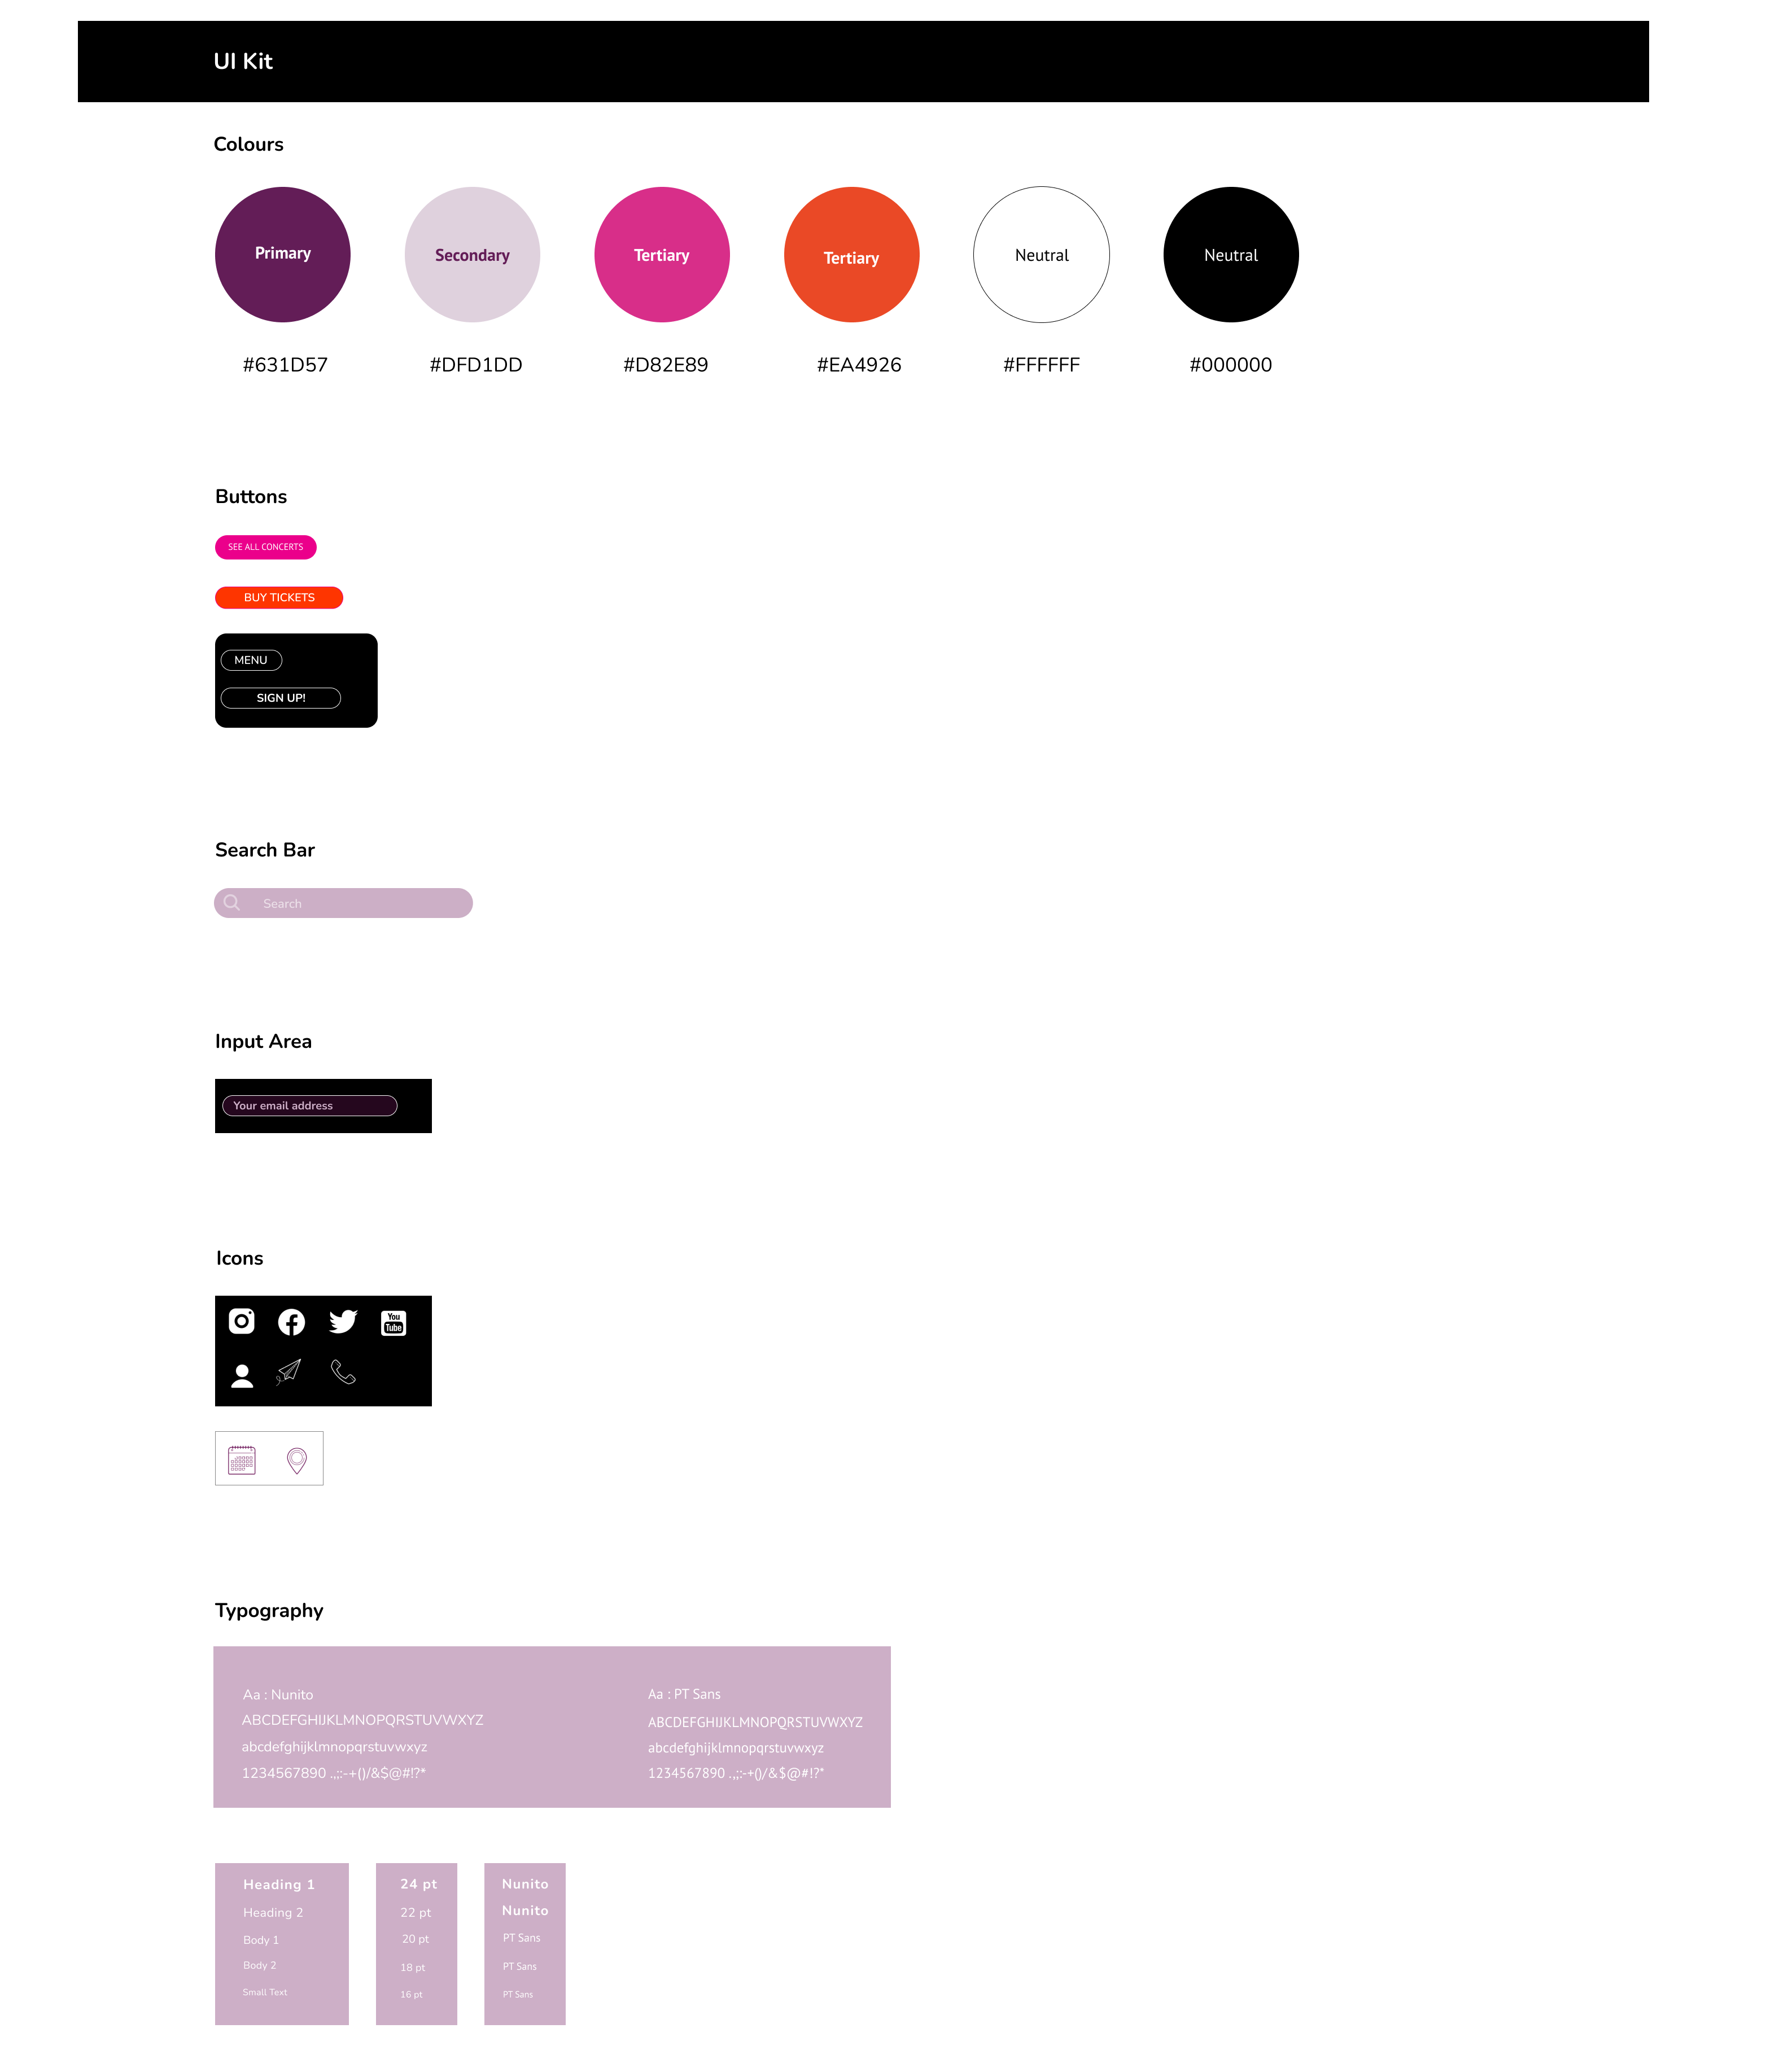 UI Kit
Colours
Primary
Secondary
Tertiary
Tertiary
Neutral
Neutral
#631D57
#DFD1DD
#D82E89
#EA4926
#FFFFFF
#000000
Buttons
SEE ALL CONCERTS
BUY TICKETS
MENU
SIGN UP!
Search Bar
Search
Input Area
Your email address
Icons
You
Tube
Typography
Aa : Nunito
ABCDEFGHIJKLMNOPQRSTUVWXYZ
abcdefghijklmnopqrstuvwxyz
1234567890 .,;:-+()/&$@#!?*
Aa : PT Sans
ABCDEFGHIJKLMNOPQRSTUVWXYZ
abcdefghijklmnopqrstuvwxyz
1234567890 .,;:-+()/&$@#!?*
Heading 1
Heading 2
Body 1
Body 2
Small Text
24 pt
22 pt
20 pt
18 pt
16 pt
Nunito
Nunito
PT Sans
PT Sans
PT Sans